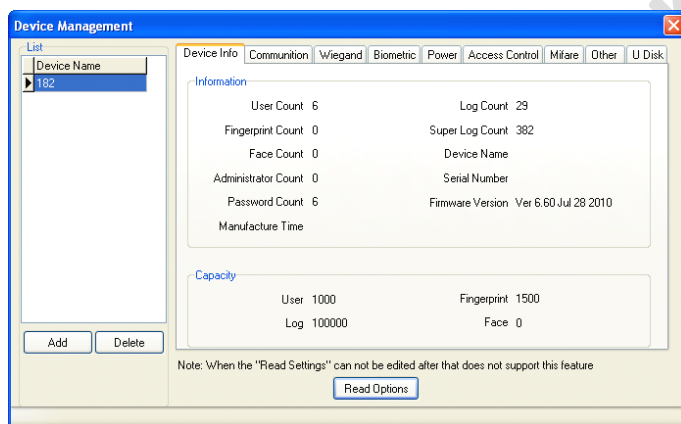 Device Management
List
Device Name
182
Add Delete
Device Info Communition Wiegand Biometric Power Access Control Mifare Other U Disk
Information
User Count 6 Log Count 29
Fingerprint Count 0 Super Log Count 382
Face Count 0 Device Name
Administrator Count 0 Serial Number
Password Count 6 Firmware Version Ver 6.60 Jul 28 2010
Manufacture Time
Capacity
User 1000 Fingerprint 1500
Log 100000 Face 0
Note: When the "Read Settings" can not be edited after that does not support this feature
Read Options